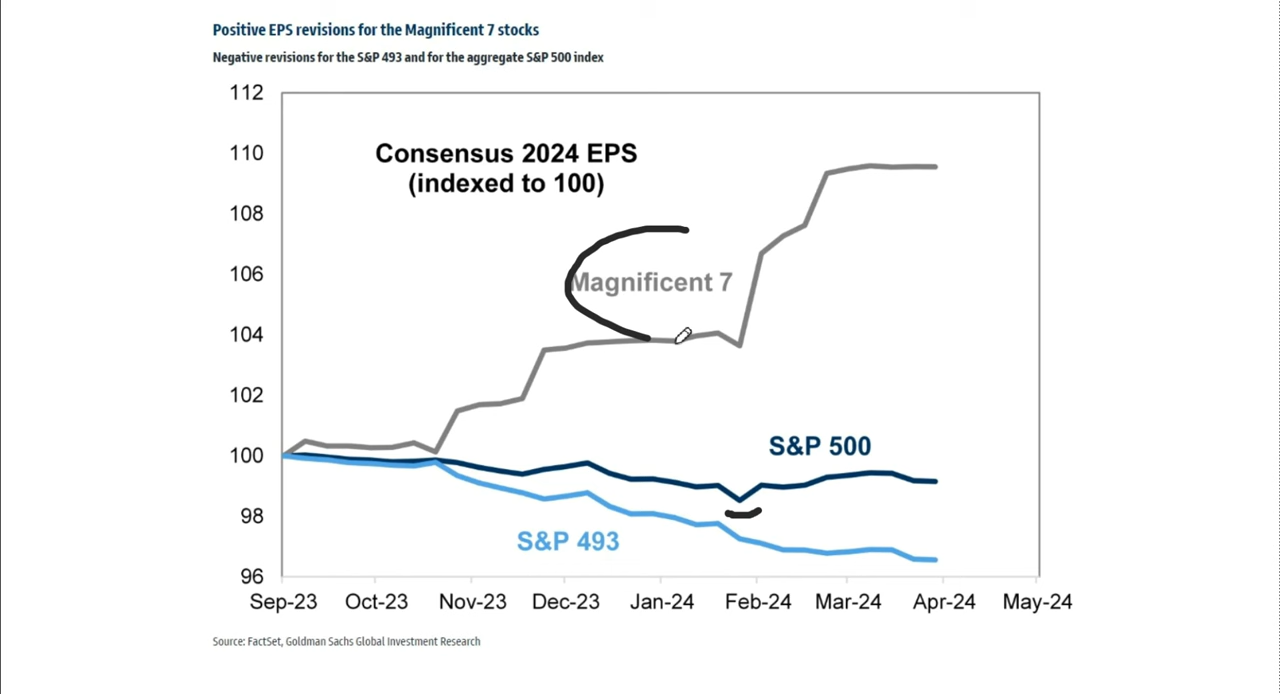 Positive EPS revisions for the Magnificent 7 stocks
Negative revisions for the S&P 493 and for the aggregate S&P 500 index
112
110
108
106
104
102
100
98
96
Consensus 2024 EPS
(indexed to 100)
Magnificent 7
S&P 500
S&P 493
Sep-23 Oct-23 Nov-23 Dec-23 Jan-24 Feb-24 Mar-24 Apr-24 May-24
Source: FactSet, Goldman Sachs Global Investment Research